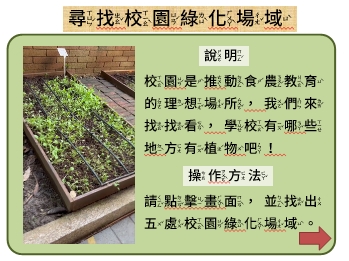 尋找校園綠化場域
說明
校園是推動食農教育
的理想場所，我們來
找找看，學校有哪些
地方有植物吧！
操作方法
請點擊畫面，並找出
五處校園綠化場域。